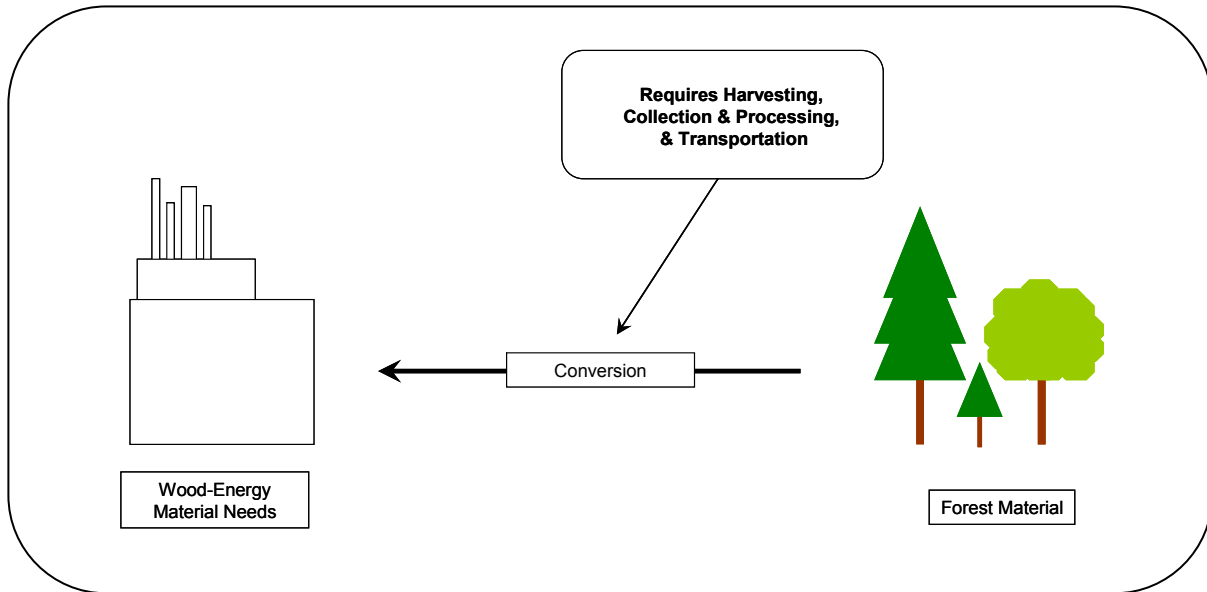 Requires Harvesting,
Collection & Processing,
& Transportation
Conversion
Wood-Energy
Material Needs
Forest Material